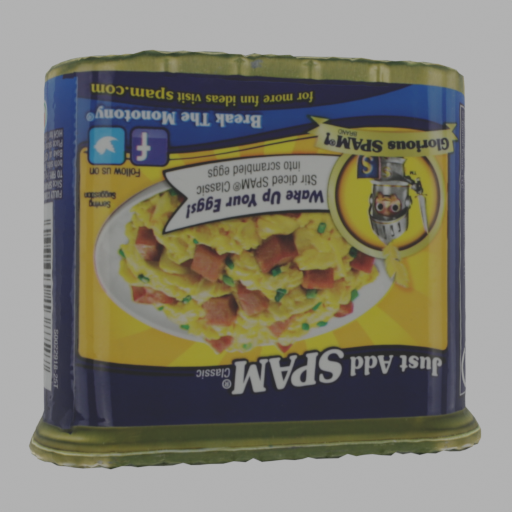 Just Add SPAM®
Classic
Wake Up Your Eggs!
Stir diced SPAM® Classic
into scrambled eggs
Glorious SPAM®!
BRAND
Serving
Suggestion
Follow us on
f
Break The Monotony®
for more fun ideas visit spam.com